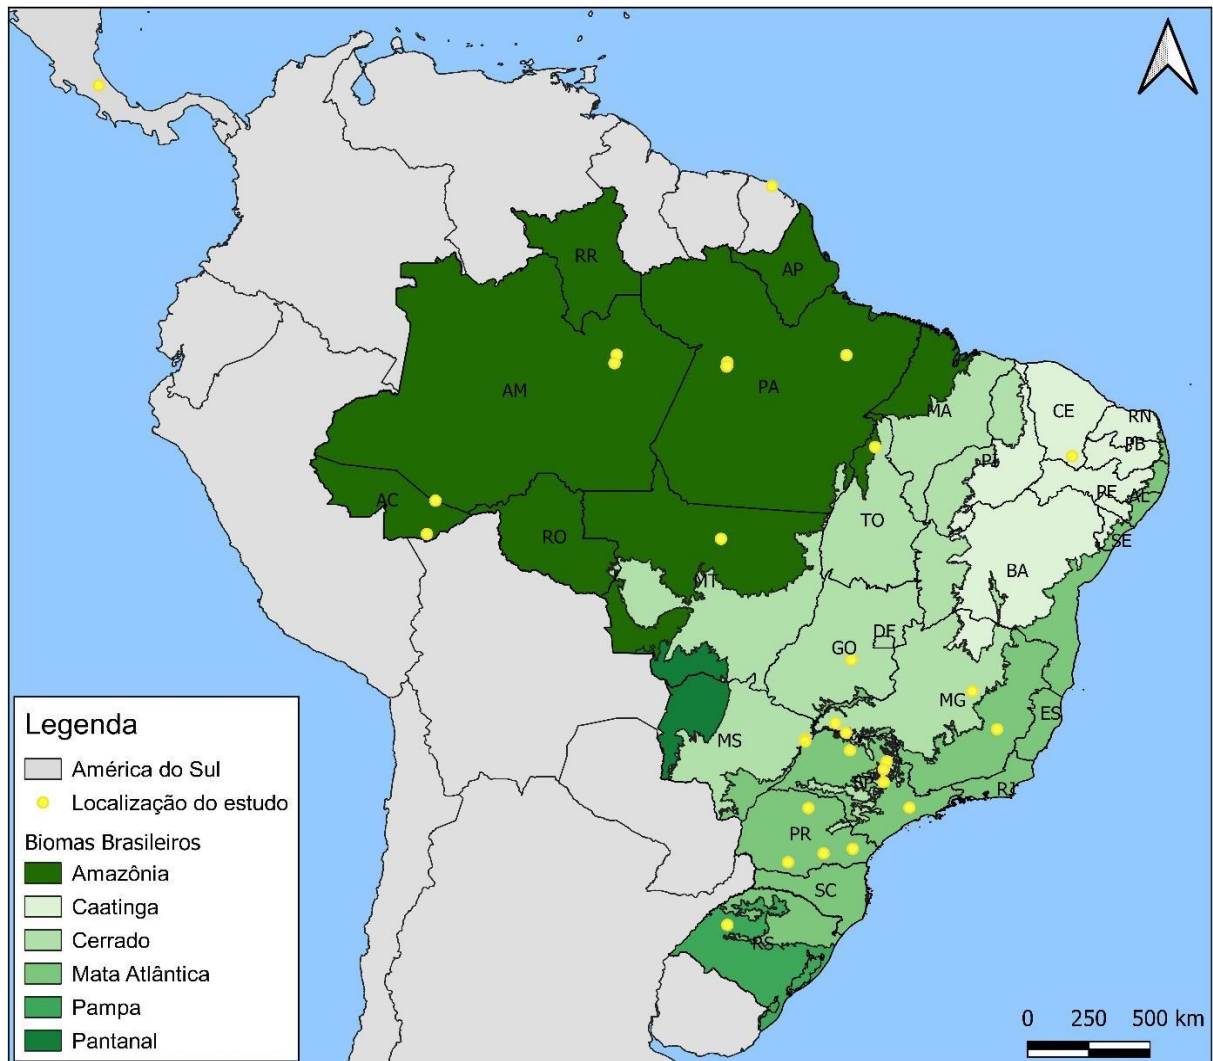 RR
AP
AM
PA
MA
CE
RN
PB
PI
PE
AL
AC
SE
TO
RO
BA
MT
DF
GO
MG
ES
MS
SP
RJ
PR
SC
RS
Legenda
América do Sul
Localização do estudo
Biomas Brasileiros
Amazônia
Caatinga
Cerrado
Mata Atlântica
Pampa
Pantanal
0 250 500 km